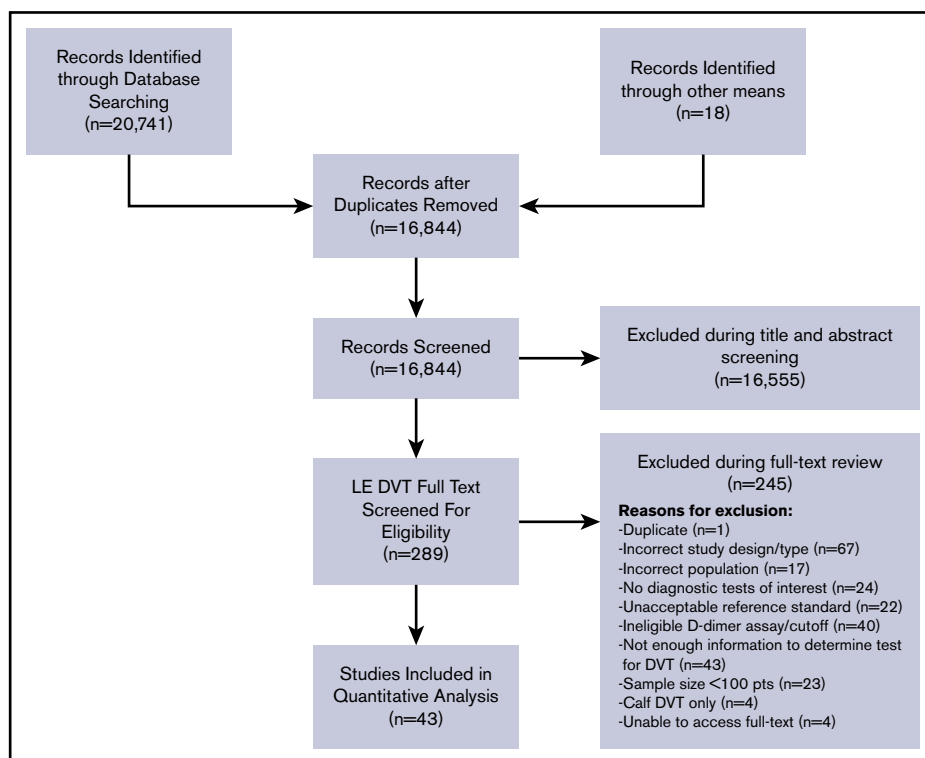 Records Identified
through Database
Searching
(n=20,741)
Records Identified
through other means
(n=18)
Records after
Duplicates Removed
(n=16,844)
Records Screened
(n=16,844)
Excluded during title and abstract
screening
(n=16,555)
LE DVT Full Text
Screened For
Eligibility
(n=289)
Excluded during full-text review
(n=245)
Reasons for exclusion:
-Duplicate (n=1)
-Incorrect study design/type (n=67)
-Incorrect population (n=17)
-No diagnostic tests of interest (n=24)
-Unacceptable reference standard (n=22)
-Ineligible D-dimer assay/cutoff (n=40)
-Not enough information to determine test
for DVT (n=43)
-Sample size <100 pts (n=23)
-Calf DVT only (n=4)
-Unable to access full-text (n=4)
Studies Included in
Quantitative Analysis
(n=43)